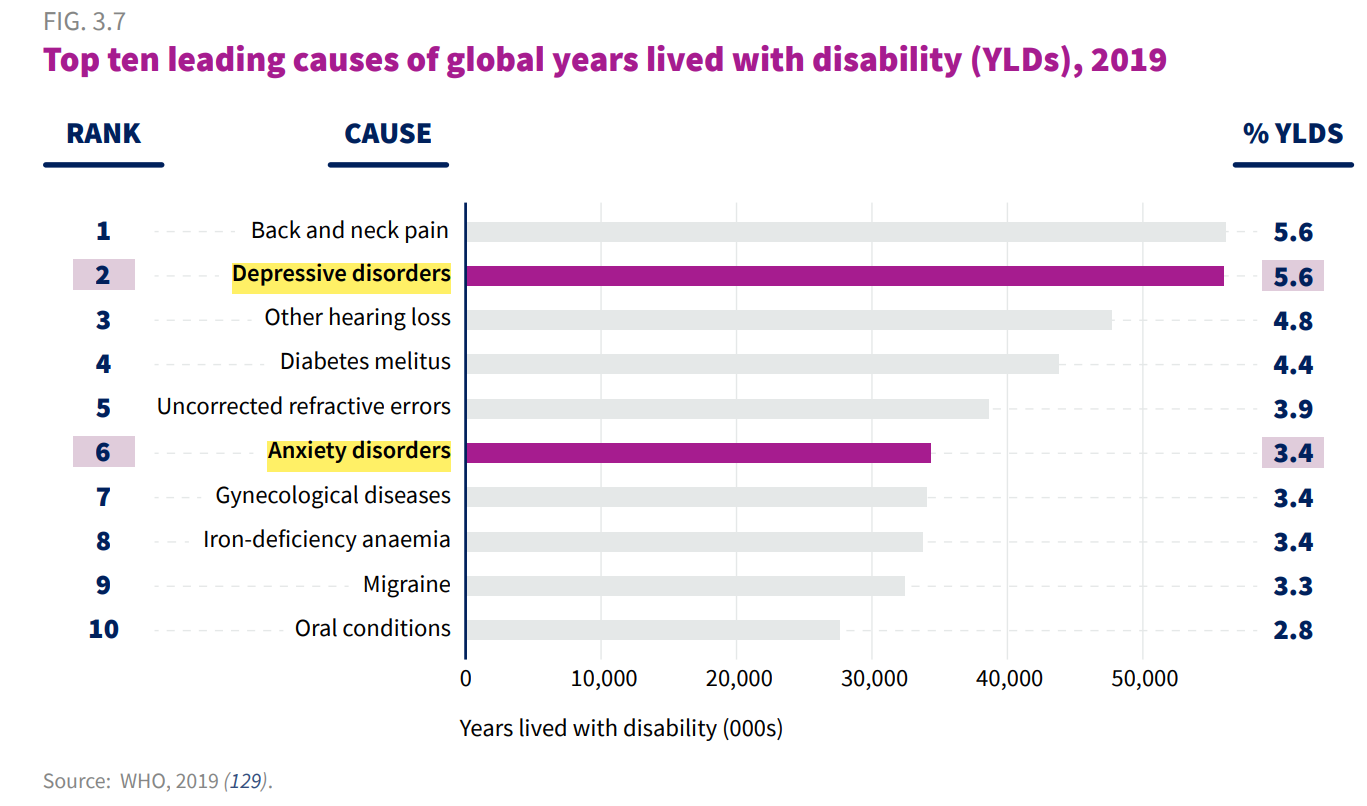 FIG. 3.7
Top ten leading causes of global years lived with disability (YLDs), 2019
RANK CAUSE % YLDS
1 Back and neck pain 5.6
2 Depressive disorders 5.6
3 Other hearing loss 4.8
4 Diabetes melitus 4.4
5 Uncorrected refractive errors 3.9
6 Anxiety disorders 3.4
7 Gynecological diseases 3.4
8 Iron-deficiency anaemia 3.4
9 Migraine 3.3
10 Oral conditions 2.8
0 10,000 20,000 30,000 40,000 50,000
Years lived with disability (000s)
Source: WHO, 2019 (129).